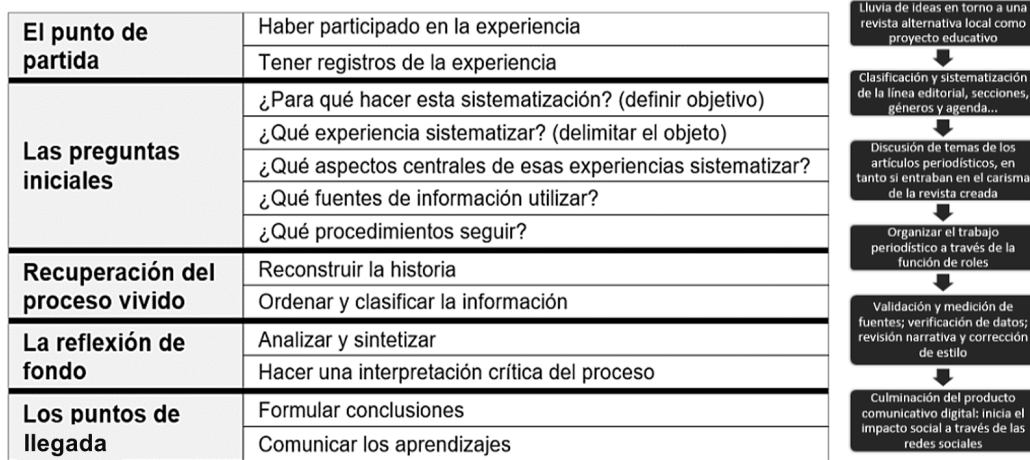 El punto de
partida
Haber participado en la experiencia
Tener registros de la experiencia
Las preguntas
iniciales
¿Para qué hacer esta sistematización? (definir objetivo)
¿Qué experiencia sistematizar? (delimitar el objeto)
¿Qué aspectos centrales de esas experiencias sistematizar?
¿Qué fuentes de información utilizar?
¿Qué procedimientos seguir?
Recuperación del
proceso vivido
Reconstruir la historia
Ordenar y clasificar la información
La reflexión de
fondo
Analizar y sintetizar
Hacer una interpretación crítica del proceso
Los puntos de
llegada
Formular conclusiones
Comunicar los aprendizajes
Lluvia de ideas en torno a una
revista alternativa local como
proyecto educativo
Clasificación y sistematización
de la línea editorial, secciones,
géneros y agenda...
Discusión de temas de los
artículos periodísticos, en
tanto si entraban en el carisma
de la revista creada
Organizar el trabajo
periodístico a través de la
función de roles
Validación y medición de
fuentes; verificación de datos;
revisión narrativa y corrección
de estilo
Culminación del producto
comunicativo digital: inicia el
impacto social a través de las
redes sociales